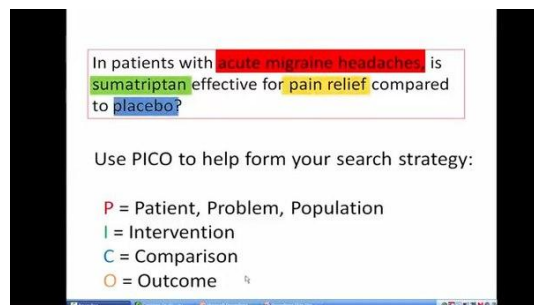 In patients with acute migraine headaches, is
sumatriptan effective for pain relief compared
to placebo?
Use PICO to help form your search strategy:
P = Patient, Problem, Population
I = Intervention
C = Comparison
O = Outcome